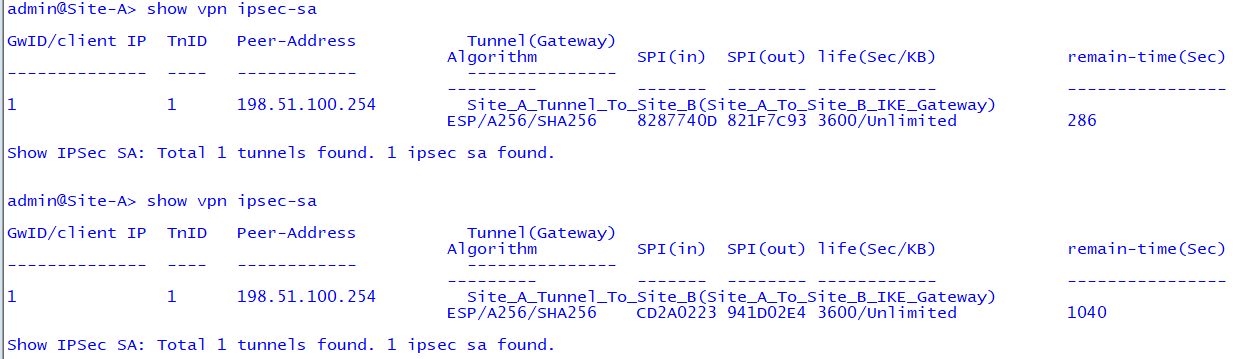 admin@Site-A> show vpn ipsec-sa
GwID/client IP  TnID   Peer-Address           Tunnel(Gateway)
                                            Algorithm          SPI(in)  SPI(out) life(Sec/KB)             remain-time(Sec)
--------------  ----   ------------           ---------------
                                            ---------          -------  -------- ------------             ----------------
1               1      198.51.100.254         Site_A_Tunnel_To_Site_B(Site_A_To_Site_B_IKE_Gateway)
                                            ESP/A256/SHA256    8287740D 821F7C93 3600/Unlimited           286
Show IPSec SA: Total 1 tunnels found. 1 ipsec sa found.
admin@Site-A> show vpn ipsec-sa
GwID/client IP  TnID   Peer-Address           Tunnel(Gateway)
                                            Algorithm          SPI(in)  SPI(out) life(Sec/KB)             remain-time(Sec)
--------------  ----   ------------           ---------------
                                            ---------          -------  -------- ------------             ----------------
1               1      198.51.100.254         Site_A_Tunnel_To_Site_B(Site_A_To_Site_B_IKE_Gateway)
                                            ESP/A256/SHA256    CD2A0223 941D02E4 3600/Unlimited           1040
Show IPSec SA: Total 1 tunnels found. 1 ipsec sa found.